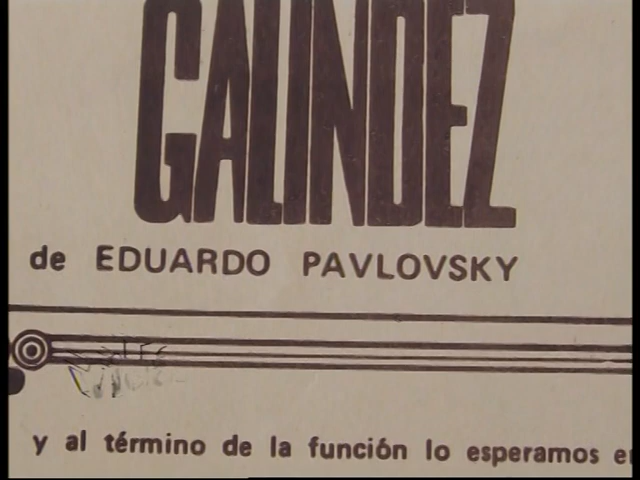 GALINDEZ
de EDUARDO PAVLOVSKY
y al término de la función lo esperamos